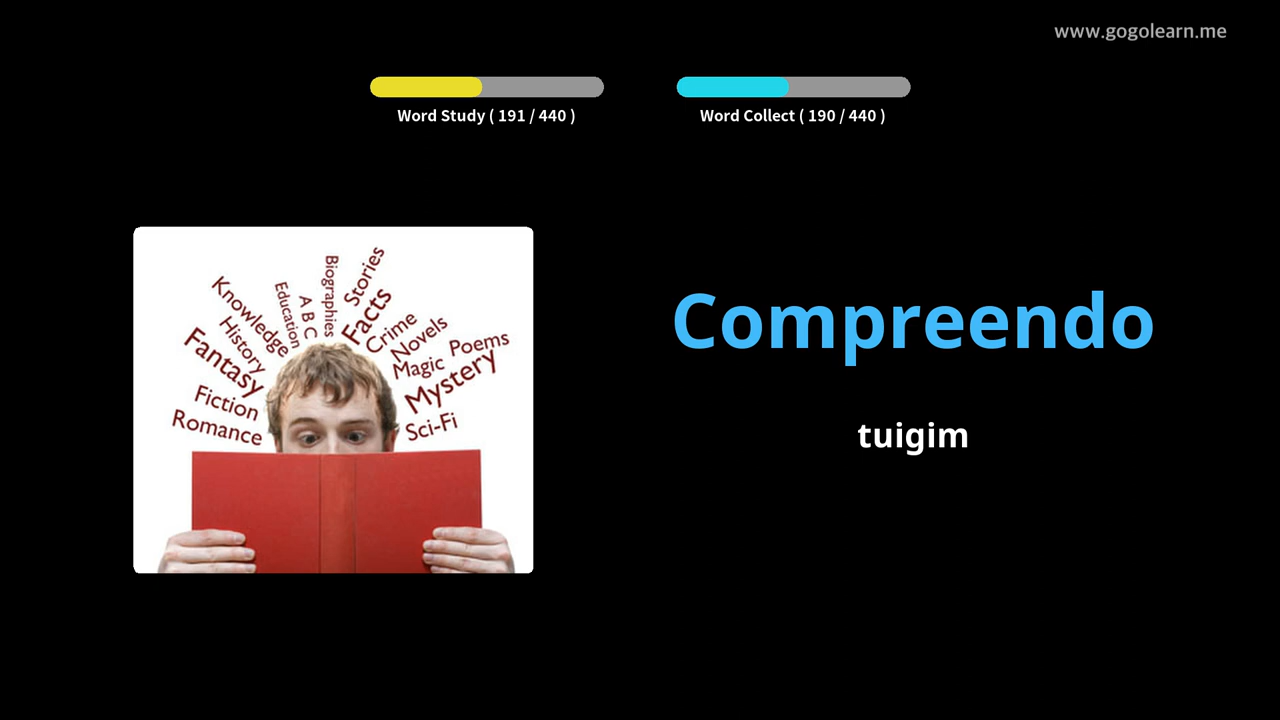 www.gogolearn.me
Word Study ( 191 / 440 )
Word Collect ( 190 / 440 )
Knowledge
Education
A B C
Biographies
Stories
Facts
History
Crime
Novels
Fantasy
Magic
Poems
Fiction
Mystery
Romance
Sci-Fi
Compreendo
tuigim